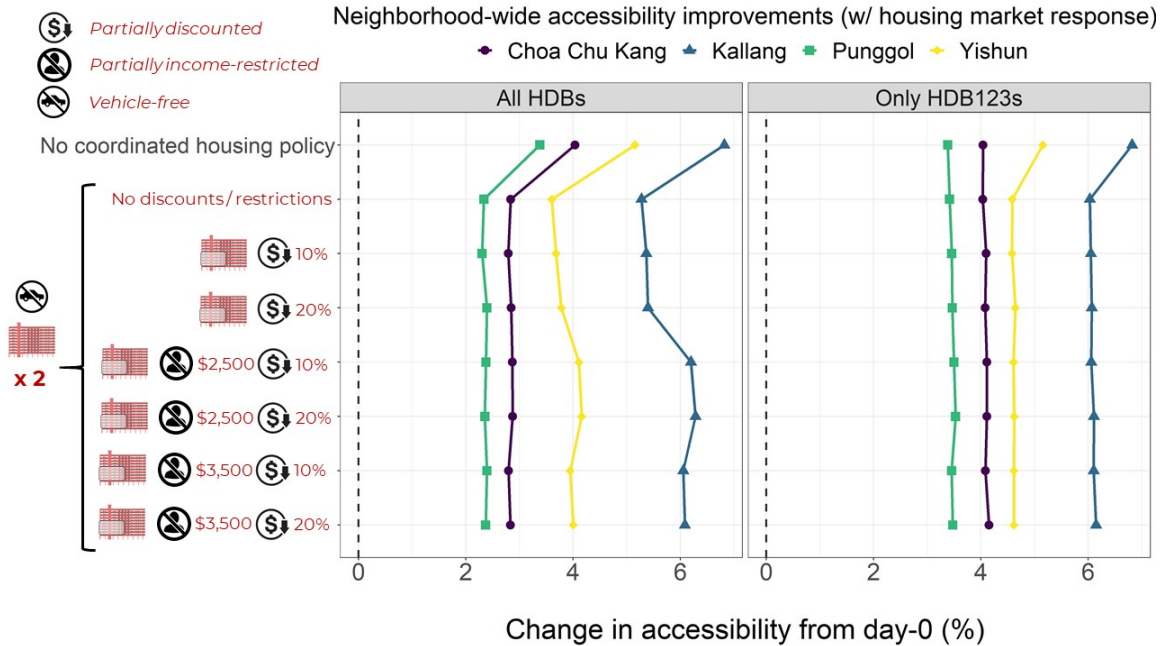 Partially discounted
Partially income-restricted
Vehicle-free
Neighborhood-wide accessibility improvements (w/ housing market response)
Choa Chu Kang Kallang Punggol Yishun
All HDBs Only HDB123s
No coordinated housing policy
No discounts/restrictions
$ 10%
$ 20%
x 2
$2,500 $ 10%
$2,500 $ 20%
$3,500 $ 10%
$3,500 $ 20%
0 2 4 6 0 2 4 6
Change in accessibility from day-0 (%)